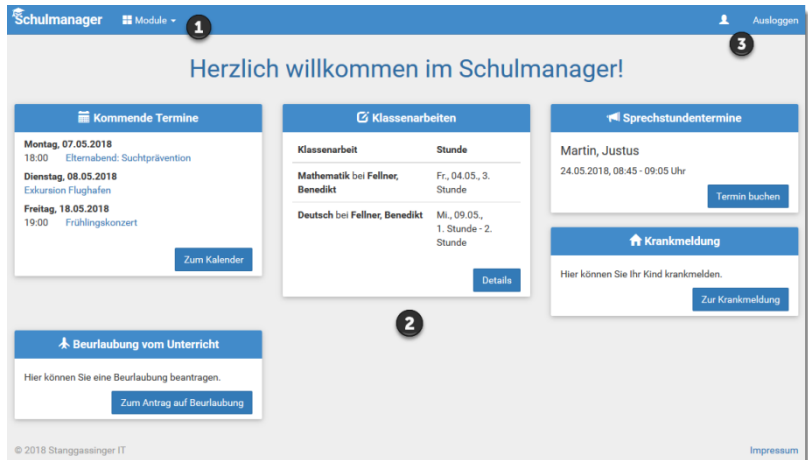 Schulmanager Module 1 Ausloggen
3
Herzlich willkommen im Schulmanager!
Kommende Termine
Montag, 07.05.2018
18:00 Elternabend: Suchtprävention
Dienstag, 08.05.2018
Exkursion Flughafen
Freitag, 18.05.2018
19:00 Frühlingskonzert
Zum Kalender
Klassenarbeiten
Klassenarbeit Stunde
Mathematik bei Fellner, Fr., 04.05., 3.
Benedikt Stunde
Deutsch bei Fellner, Benedikt Mi., 09.05.,
1. Stunde - 2.
Stunde
Details
Sprechstundentermine
Martin, Justus
24.05.2018, 08:45 - 09:05 Uhr
Termin buchen
Krankmeldung
Hier können Sie Ihr Kind krankmelden.
Zur Krankmeldung
2
Beurlaubung vom Unterricht
Hier können Sie eine Beurlaubung beantragen.
Zum Antrag auf Beurlaubung
© 2018 Stanggassinger IT Impressum